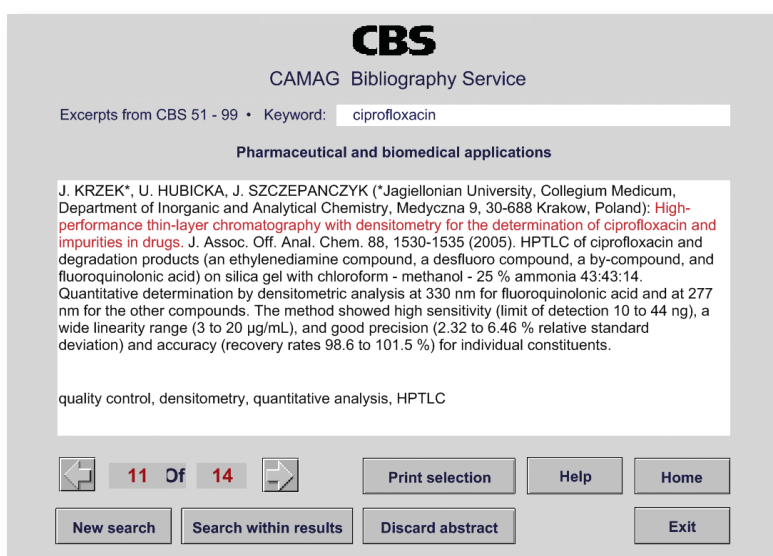 CBS
CAMAG Bibliography Service
Excerpts from CBS 51 - 99 • Keyword: ciprofloxacin
Pharmaceutical and biomedical applications
J. KRZEK*, U. HUBICKA, J. SZCZEPANCZYK (*Jagiellonian University, Collegium Medicum,
Department of Inorganic and Analytical Chemistry, Medyczna 9, 30-688 Krakow, Poland): High-
performance thin-layer chromatography with densitometry for the determination of ciprofloxacin and
impurities in drugs. J. Assoc. Off. Anal. Chem. 88, 1530-1535 (2005). HPTLC of ciprofloxacin and
degradation products (an ethylenediamine compound, a desfluoro compound, a by-compound, and
fluoroquinolonic acid) on silica gel with chloroform - methanol - 25 % ammonia 43:43:14.
Quantitative determination by densitometric analysis at 330 nm for fluoroquinolonic acid and at 277
nm for the other compounds. The method showed high sensitivity (limit of detection 10 to 44 ng), a
wide linearity range (3 to 20 µg/mL), and good precision (2.32 to 6.46 % relative standard
deviation) and accuracy (recovery rates 98.6 to 101.5 %) for individual constituents.
quality control, densitometry, quantitative analysis, HPTLC
11 Of 14 Print selection Help Home
New search Search within results Discard abstract Exit